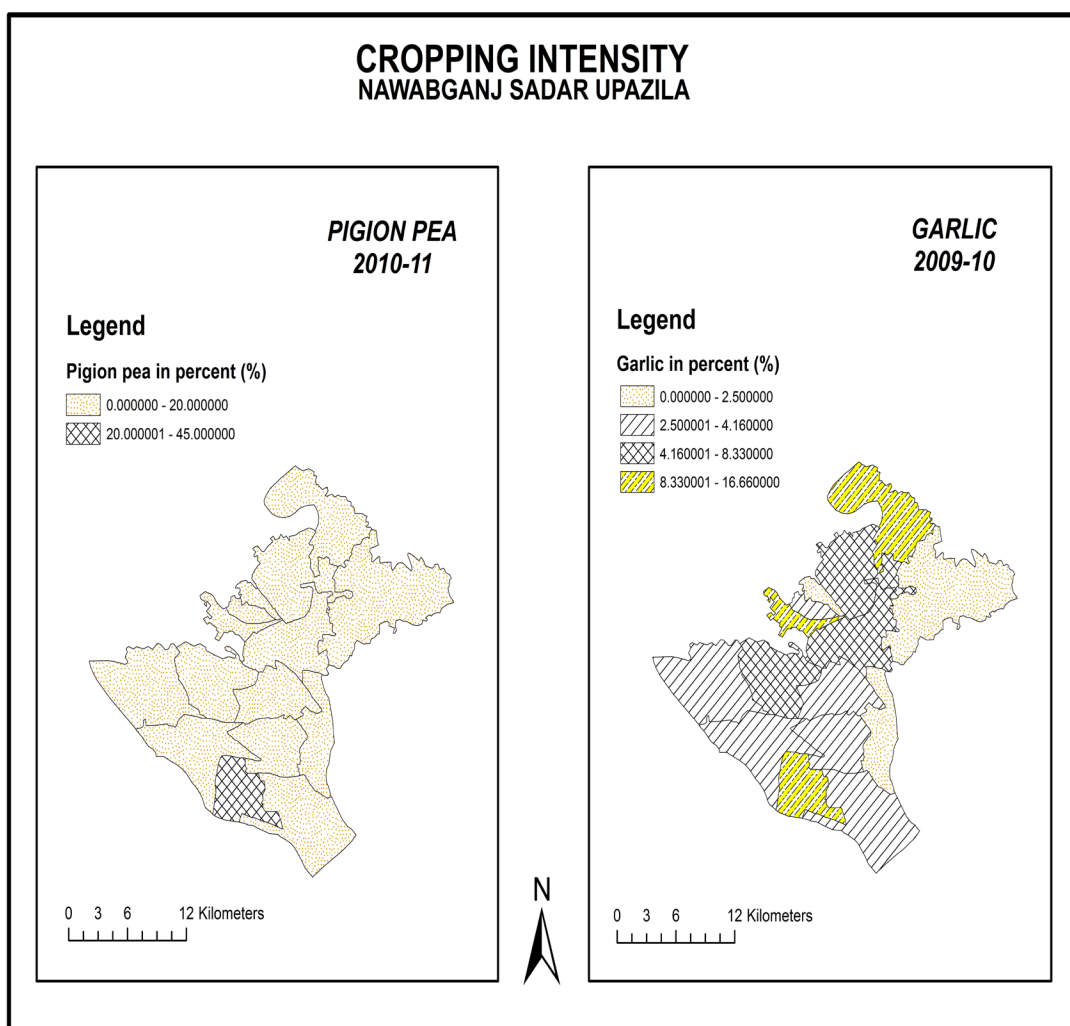 CROPPING INTENSITY
NAWABGANJ SADAR UPAZILA
PIGION PEA
2010-11
Legend
Pigion pea in percent (%)
0.000000 - 20.000000
20.000001 - 45.000000
0 3 6 12 Kilometers
N
GARLIC
2009-10
Legend
Garlic in percent (%)
0.000000 - 2.500000
2.500001 - 4.160000
4.160001 - 8.330000
8.330001 - 16.660000
0 3 6 12 Kilometers